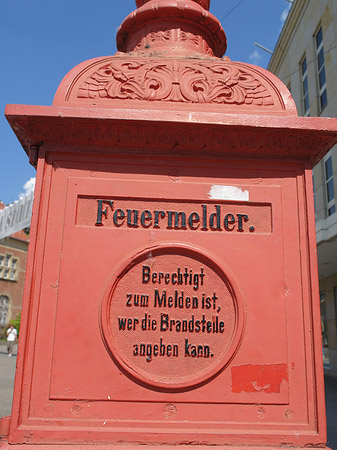 Feuermelder.
Berechtigt
zum Melden ist,
wer die Brandstelle
angeben kann.